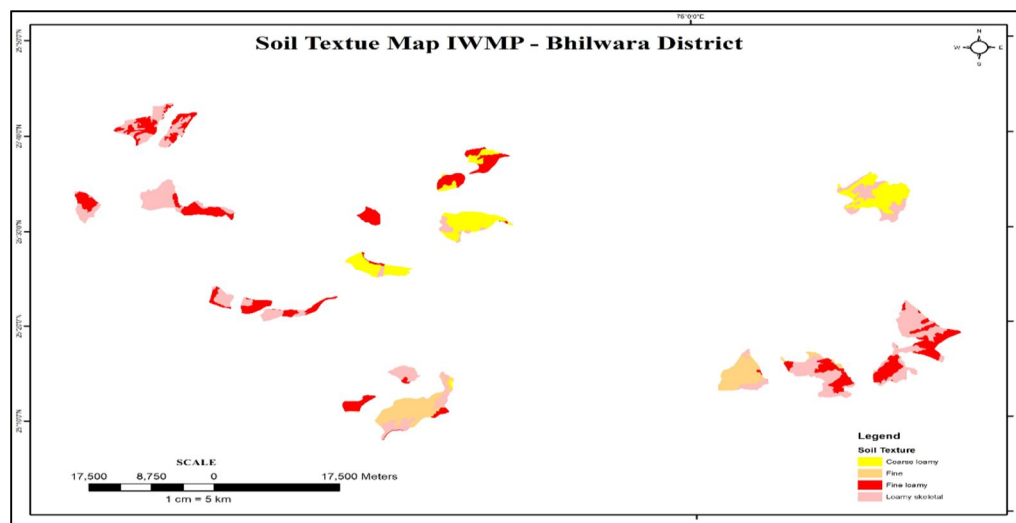 75°0'0"E
Soil Textue Map IWMP - Bhilwara District
N
W E
S
SCALE
17,500 8,750 0 17,500 Meters
1 cm = 5 km
Legend
Soil Texture
Coarse loamy
Finn
Fine loamy
Loamy skeletal